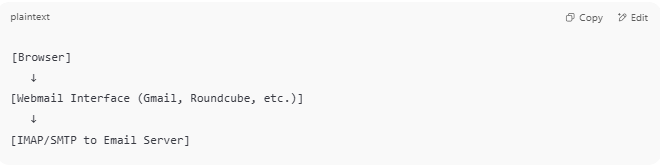 plaintext
Copy
Edit
[Browser]
↓
[Webmail Interface (Gmail, Roundcube, etc.)]
↓
[IMAP/SMTP to Email Server]